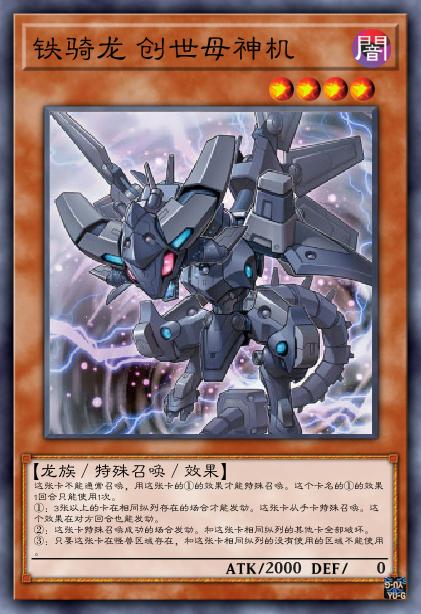 铁骑龙 创世母神机
闇
【龙族/特殊召唤/效果】
这张卡不能通常召唤，用这张卡的①的效果才能特殊召唤。这个卡名的①的效果
1回合只能使用1次。
①：3张以上的卡在相同纵列存在的场合才能发动。这张卡从手卡特殊召唤。这
个效果在对方回合也能发动。
②：这张卡特殊召唤成功的场合发动。和这张卡相同纵列的其他卡全部破坏。
③：只要这张卡在怪兽区域存在，和这张卡相同纵列的没有使用的区域不能使用
。
ATK/2000 DEF/ 0